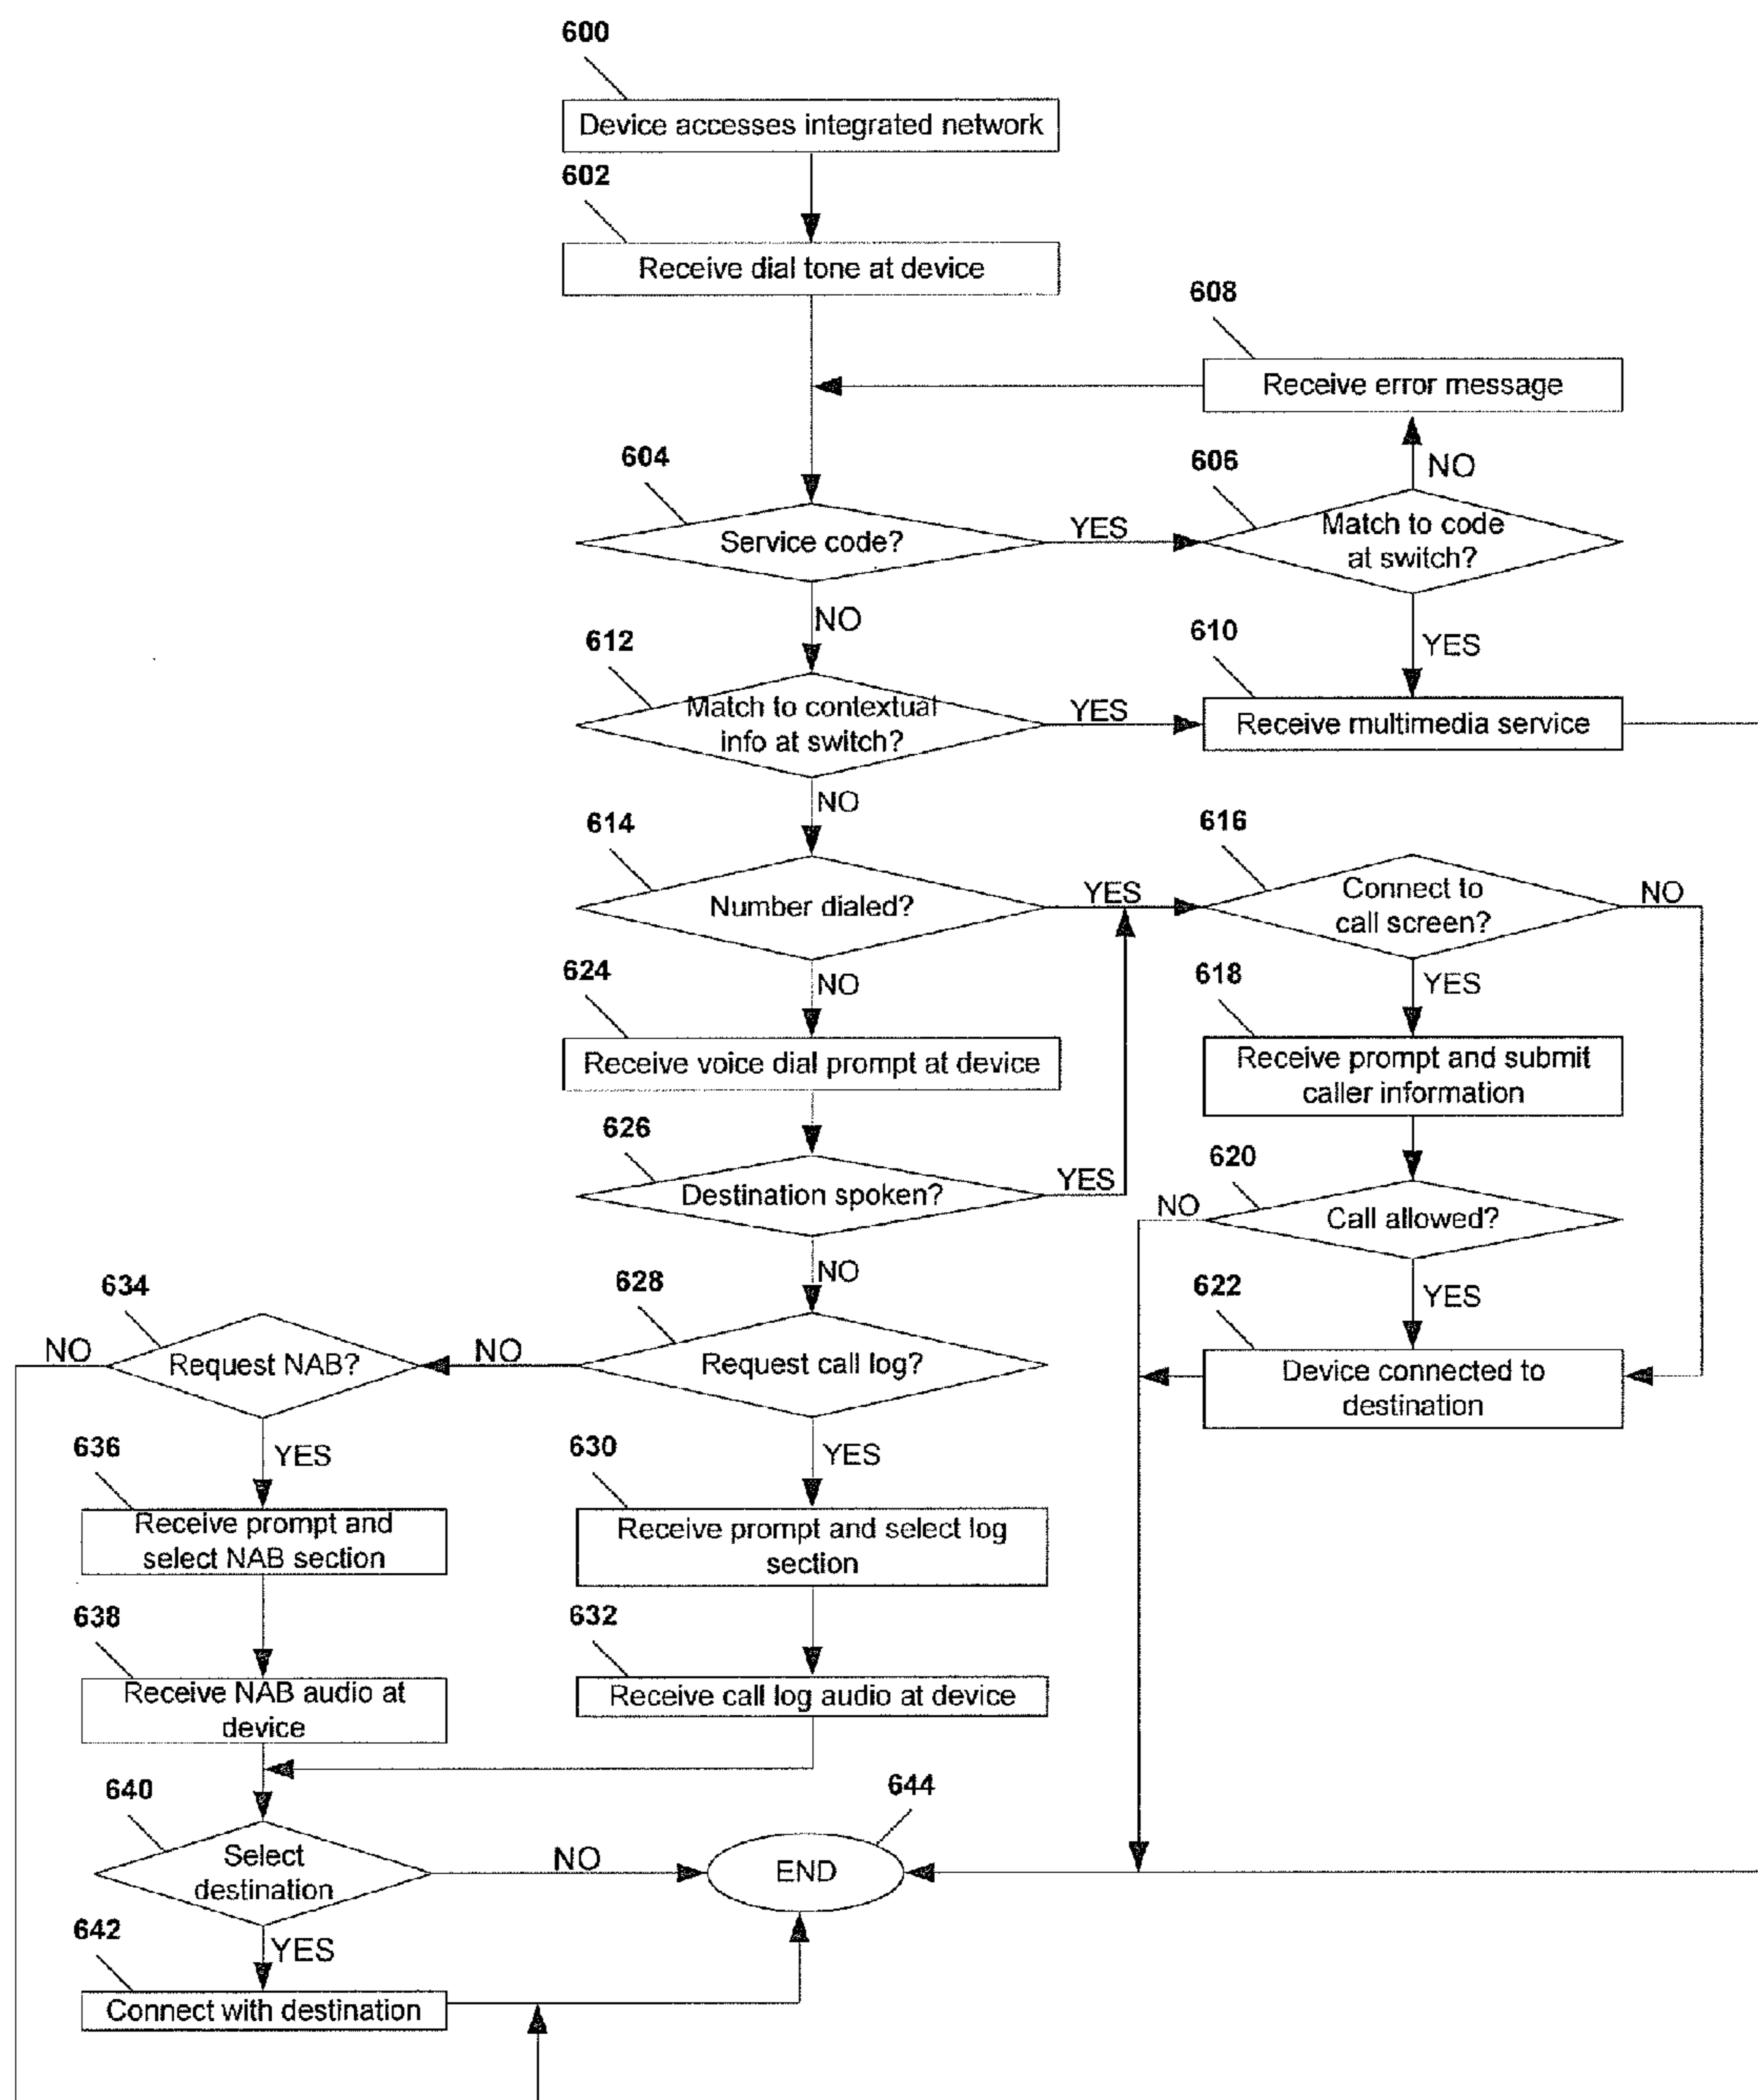 600
Device accesses integrated network
602
Receive dial tone at device
608
Receive error message
604
Service code?
YES
606
NO
Match to code
at switch?
NO
YES
612
Match to contextual
info at switch?
YES
610
Receive multimedia service
NO
614
Number dialed?
YES
616
Connect to
call screen?
NO
NO
YES
624
Receive voice dial prompt at device
618
Receive prompt and submit
caller information
626
Destination spoken?
YES
620
NO
Call allowed?
NO
YES
634
NO
Request NAB?
NO
628
Request call log?
622
Device connected to
destination
YES
YES
636
Receive prompt and
select NAB section
630
Receive prompt and select log
section
638
Receive NAB audio at
device
632
Receive call log audio at device
640
Select
destination
NO
644
END
YES
642
Connect with destination